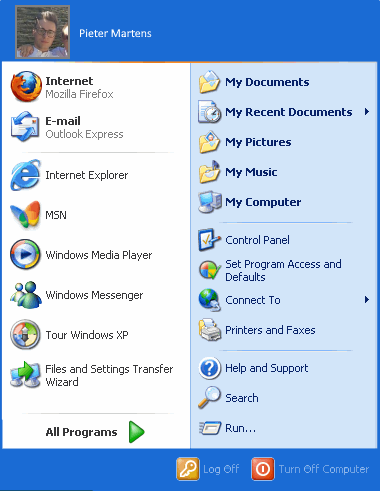 Pieter Martens
Internet
Mozilla Firefox
E-mail
Outlook Express
Internet Explorer
MSN
Windows Media Player
Windows Messenger
Tour Windows XP
Files and Settings Transfer
Wizard
All Programs
My Documents
My Recent Documents
My Pictures
My Music
My Computer
Control Panel
Set Program Access and
Defaults
Connect To
Printers and Faxes
Help and Support
Search
Run...
Log Off
Turn Off Computer